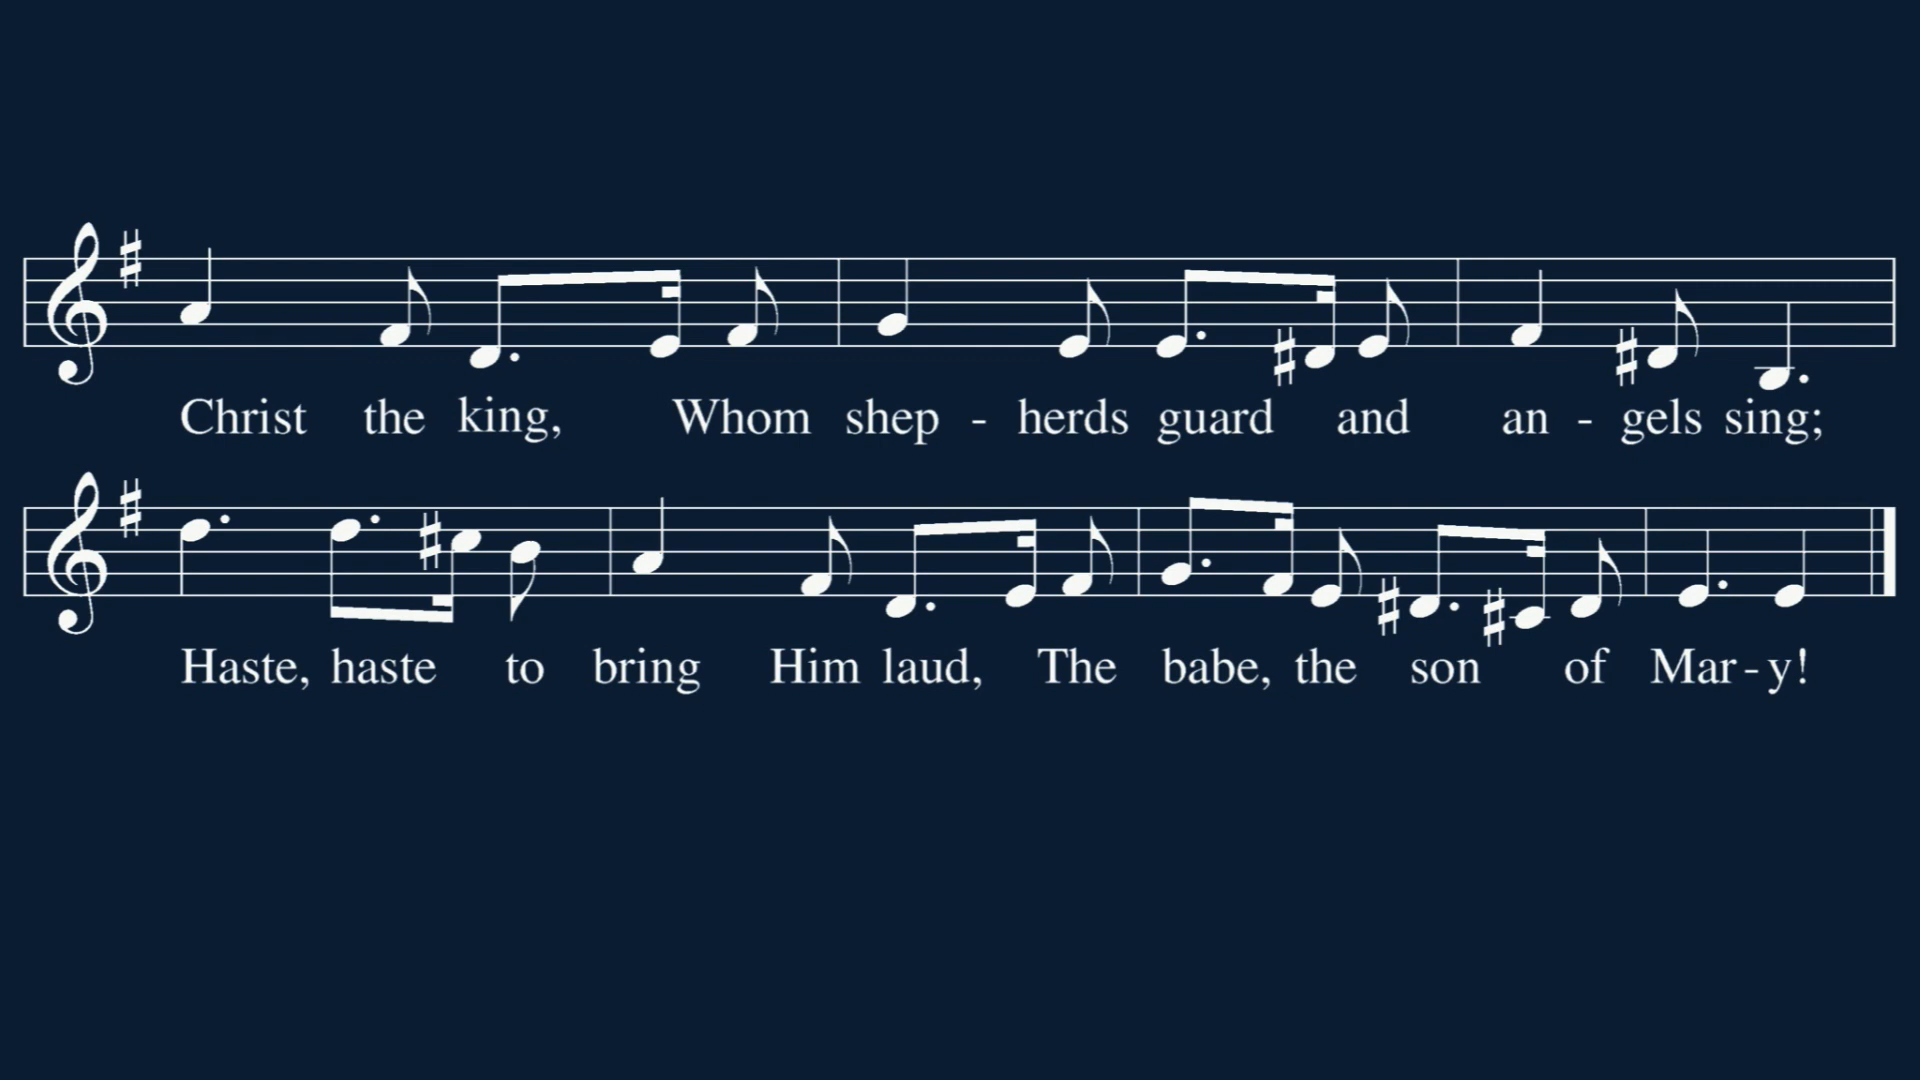 Christ the king, Whom shep - herds guard and an - gels sing;
Haste, haste to bring Him laud, The babe, the son of Mar - y!